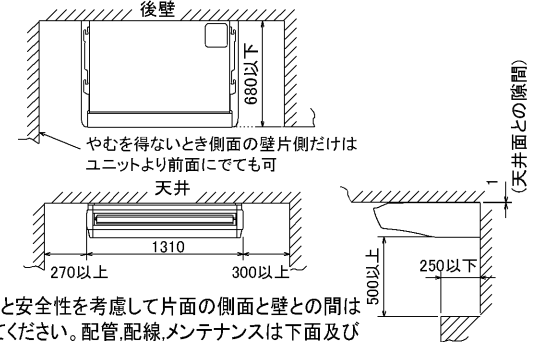 後壁
680以下
やむを得ないとき側面の壁片側だけは
ユニットより前面にでても可
天井
1
(天井面との隙間)
1310
270以上
300以上
500以上
250以下
と安全性を考慮して片面の側面と壁との間は
てください。配管,配線,メンテナンスは下面及び